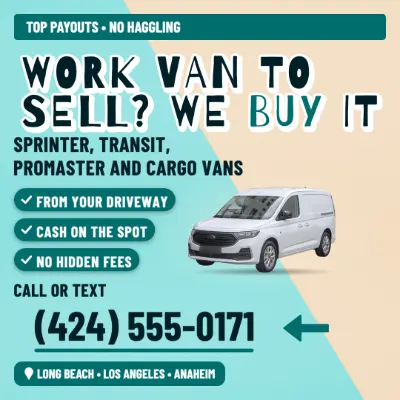 TOP PAYOUTS • NO HAGGLING
WORK VAN TO
SELL? WE BUY IT
SPRINTER, TRANSIT,
PROMASTER AND CARGO VANS
FROM YOUR DRIVEWAY
CASH ON THE SPOT
NO HIDDEN FEES
CALL OR TEXT
(424) 555-0171
LONG BEACH • LOS ANGELES • ANAHEIM